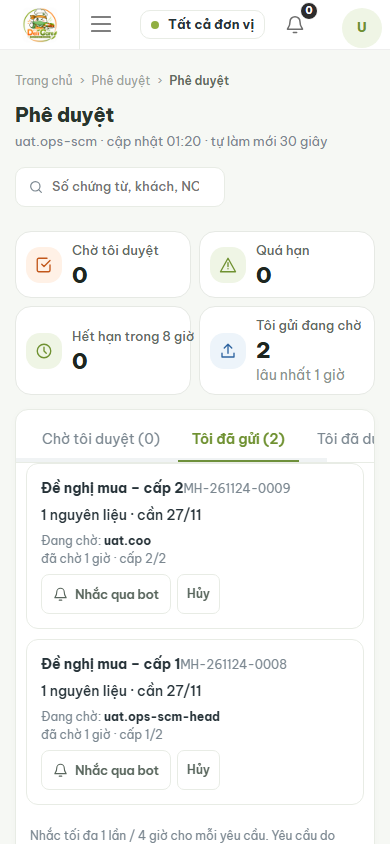 Tất cả đơn vị
0
U
Trang chủ › Phê duyệt › Phê duyệt
Phê duyệt
uat.ops-scm · cập nhật 01:20 · tự làm mới 30 giây
Số chứng từ, khách, NC
Chờ tôi duyệt
0
Quá hạn
0
Hết hạn trong 8 giờ
0
Tôi gửi đang chờ
2
lâu nhất 1 giờ
Chờ tôi duyệt (0)
Tôi đã gửi (2)
Tôi đã du
Đề nghị mua – cấp 2MH-261124-0009
1 nguyên liệu · cần 27/11
Đang chờ: uat.coo
đã chờ 1 giờ · cấp 2/2
Nhắc qua bot
Hủy
Đề nghị mua – cấp 1MH-261124-0008
1 nguyên liệu · cần 27/11
Đang chờ: uat.ops-scm-head
đã chờ 1 giờ · cấp 1/2
Nhắc qua bot
Hủy
Nhắc tối đa 1 lần / 4 giờ cho mỗi yêu cầu. Yêu cầu do